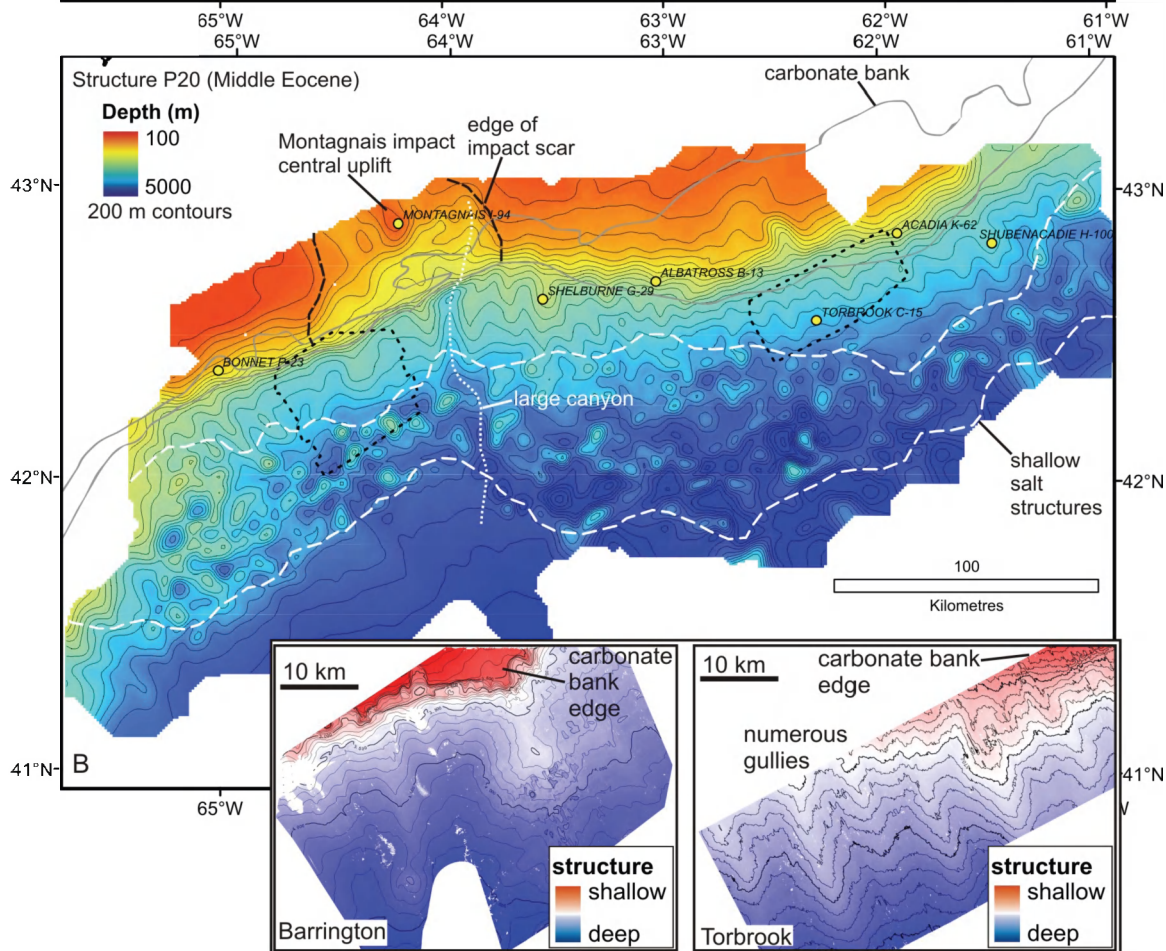 65°W 64°W 63°W 62°W 61°W
65°W 64°W 63°W 62°W 61°W
Structure P20 (Middle Eocene)
Depth (m)
100
5000
200 m contours
carbonate bank
Montagnais impact
central uplift
edge of
impact scar
43°N
43°N
MONTAGNAIS I-94
ACADIA K-62
SHUBENACADIE H-100
ALBATROSS B-13
SHELBURNE G-29
TORBROOK C-15
BONNET P-23
large canyon
42°N
42°N
shallow
salt
structures
100
Kilometres
41°N
41°N
B
65°W
10 km
carbonate
bank
edge
structure
shallow
deep
Barrington
10 km
carbonate bank
edge
numerous
gullies
structure
shallow
deep
Torbrook